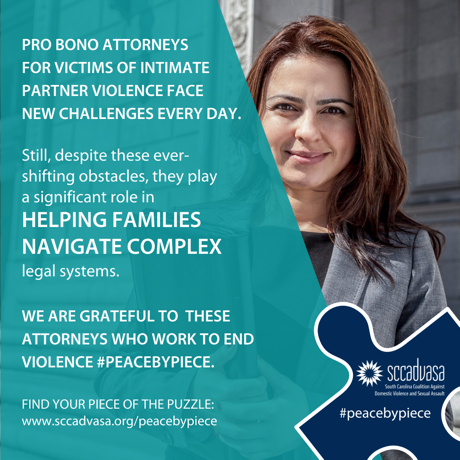 PRO BONO ATTORNEYS
FOR VICTIMS OF INTIMATE
PARTNER VIOLENCE FACE
NEW CHALLENGES EVERY DAY.
Still, despite these ever-
shifting obstacles, they play
a significant role in
HELPING FAMILIES
NAVIGATE COMPLEX
legal systems.
WE ARE GRATEFUL TO THESE
ATTORNEYS WHO WORK TO END
VIOLENCE #PEACEBYPIECE.
FIND YOUR PIECE OF THE PUZZLE:
www.sccadvasa.org/peacebypiece
sccadvasa
South Carolina Coalition Against
Domestic Violence and Sexual Assault
#peacebypiece